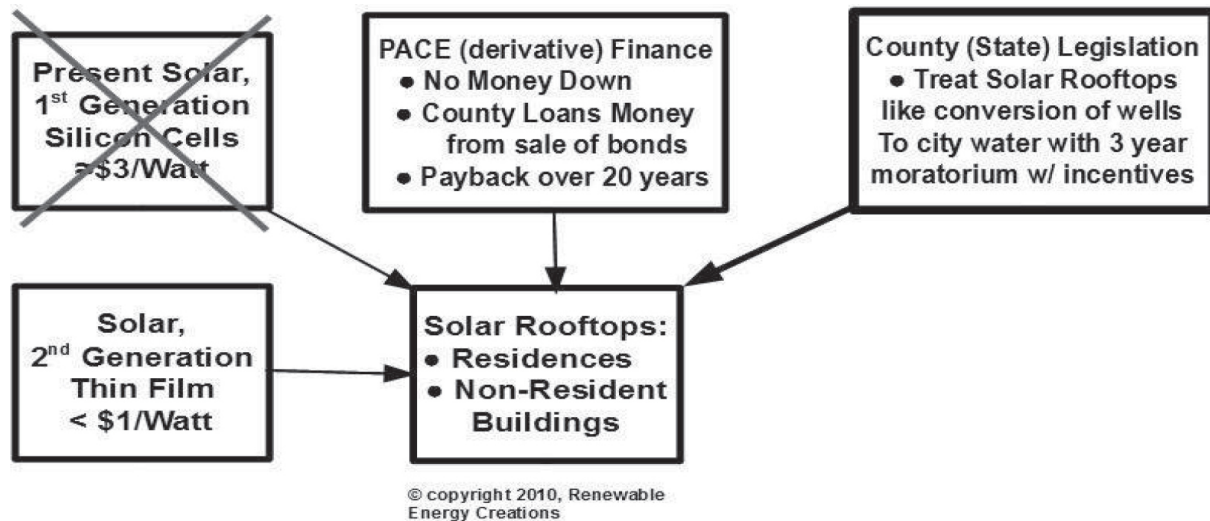 Present Solar,
1st Generation
Silicon Cells
≈$3/Watt
PACE (derivative) Finance
● No Money Down
● County Loans Money
from sale of bonds
● Payback over 20 years
County (State) Legislation
● Treat Solar Rooftops
like conversion of wells
To city water with 3 year
moratorium w/ incentives
Solar,
2nd Generation
Thin Film
< $1/Watt
Solar Rooftops:
● Residences
● Non-Resident
Buildings
© copyright 2010, Renewable
Energy Creations